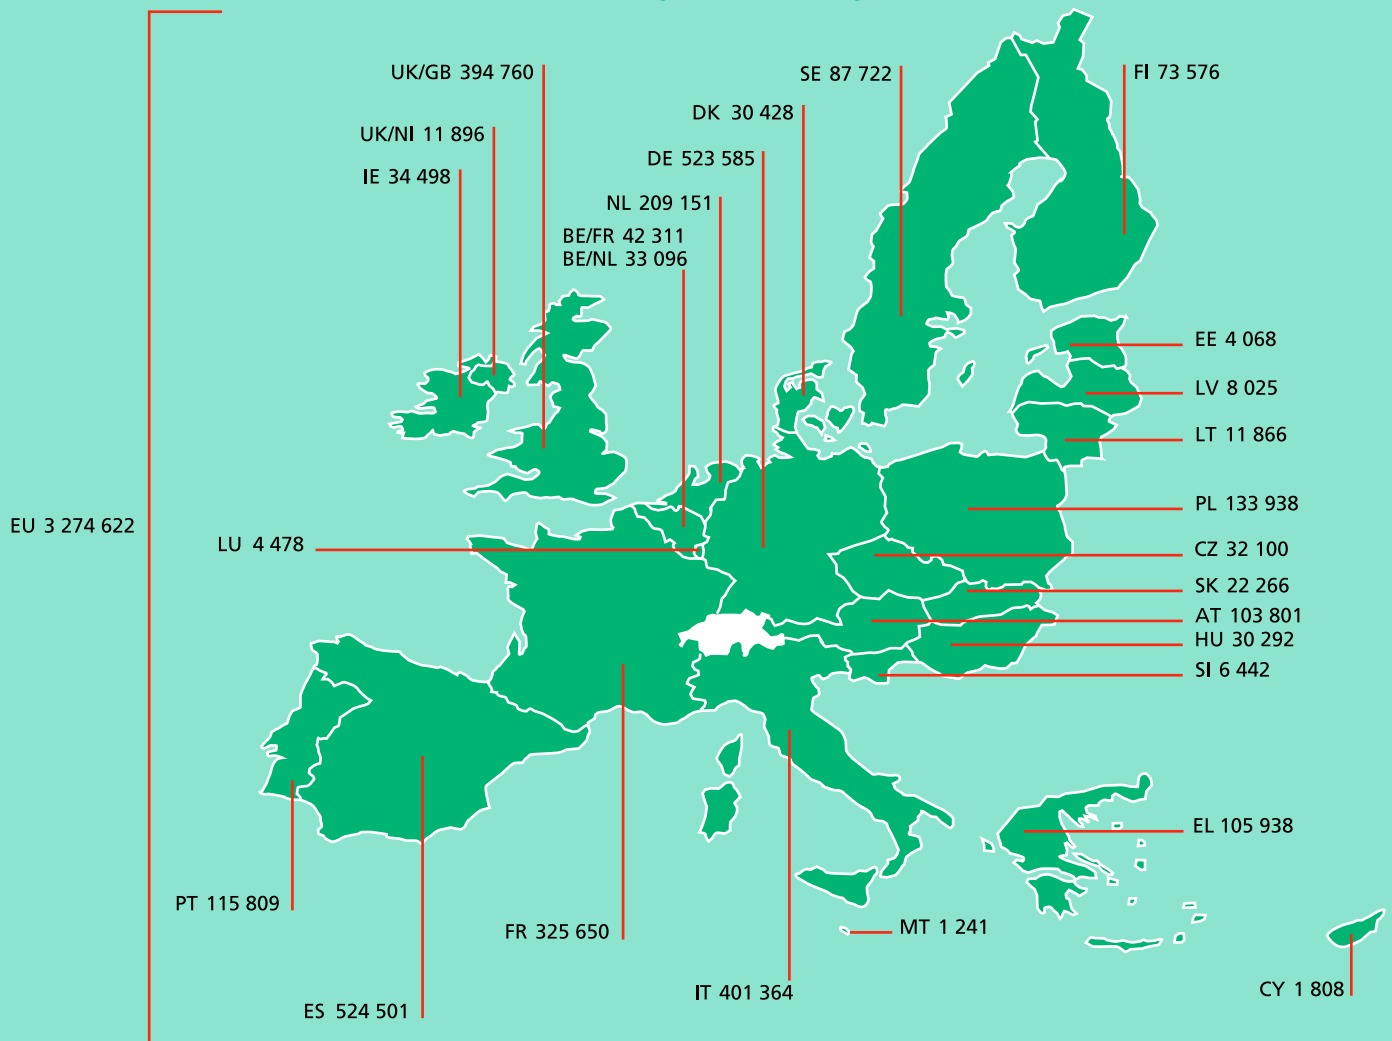 UK/GB 394 760
SE 87 722
FI 73 576
DK 30 428
UK/NI 11 896
DE 523 585
IE 34 498
NL 209 151
BE/FR 42 311
BE/NL 33 096
EE 4 068
LV 8 025
LT 11 866
PL 133 938
EU 3 274 622
LU 4 478
CZ 32 100
SK 22 266
AT 103 801
HU 30 292
SI 6 442
EL 105 938
PT 115 809
FR 325 650
MT 1 241
IT 401 364
CY 1 808
ES 524 501